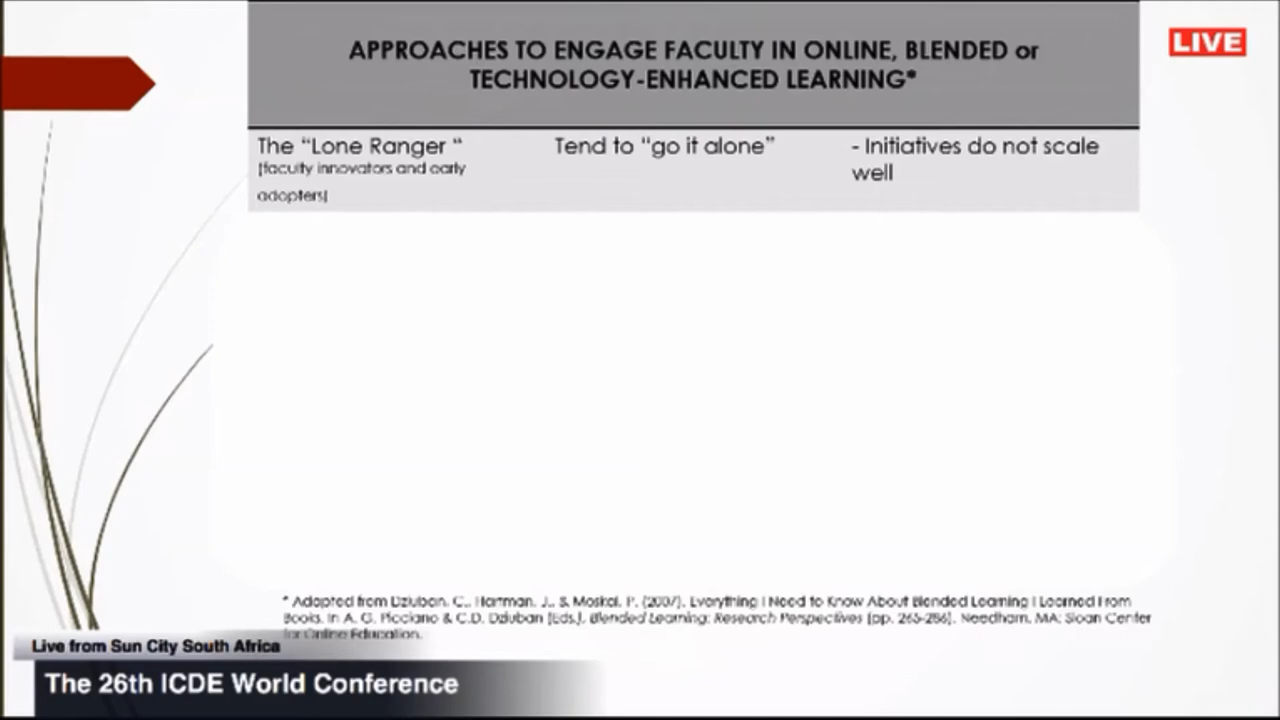 LIVE
APPROACHES TO ENGAGE FACULTY IN ONLINE, BLENDED or
TECHNOLOGY-ENHANCED LEARNING*
The “Lone Ranger “
(faculty innovators and early
adopters)
Tend to “go it alone”
- Initiatives do not scale
well
* Adapted from Dziuban, C., Hartman, J., & Moskal, P. (2007). Everything I Need to Know About Blended Learning I Learned From
Books. In A. G. Picciano & C.D. Dziuban (Eds.), Blended Learning: Research Perspectives (pp. 265-286). Needham, MA: Sloan Center
for Online Education.
Live from Sun City South Africa
The 26th ICDE World Conference